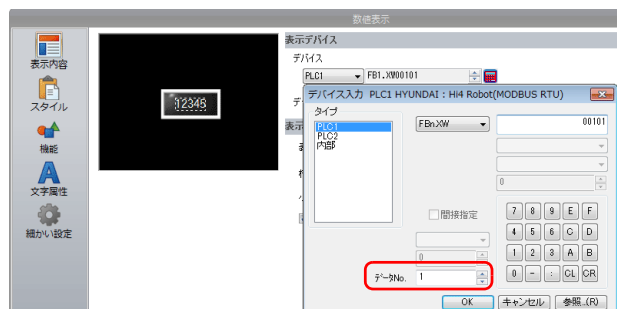 数値表示
表示内容
スタイル
機能
文字属性
細かい設定
12345
表示デバイス
デバイス
PLC1
FB1.XW00101
デバイス入力 PLC1 HYUNDAI : Hi4 Robot(MODBUS RTU)
タイプ
PLC1
PLC2
内部
FBn.XW
00101
0
間接指定
0
データNo. 1
7 8 9 E F
4 5 6 C D
1 2 3 A B
0 - : CL CR
OK キャンセル 参照..(R)